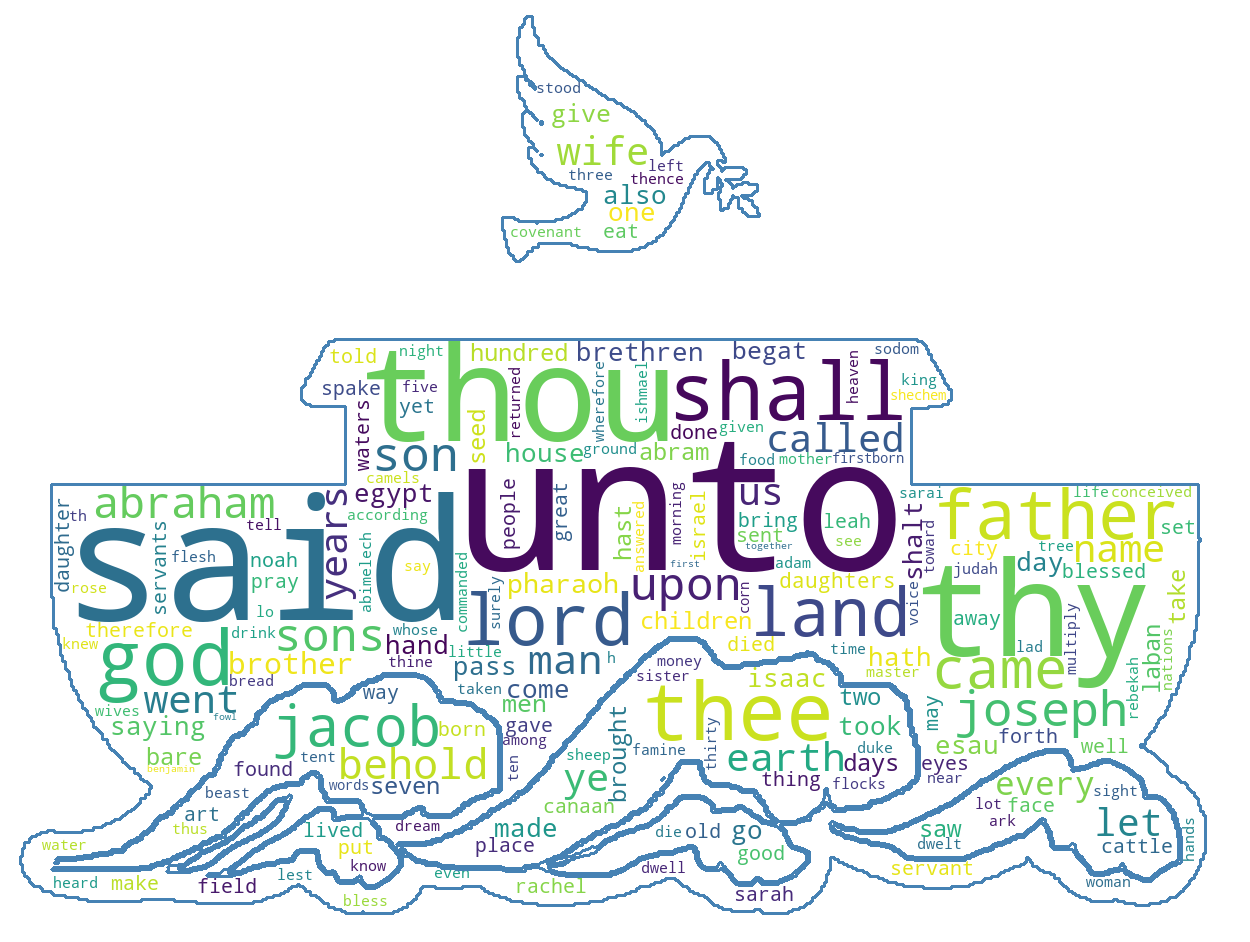 stood
give
wife
left
three
thence
also
one
covenant
eat
told
night
hundred
brethren
begat
sodom
thou
shall
spake
five
yet
returned
wherefore
ishmael
heaven
king
shechem
waters
son
seed
house
ground
abram
done
given
called
camels
food
mother
firstborn
unto
abraham
years
egypt
according
people
great
hast
answered
israel
morning
us
bring
sent
leah
see
sarai
father
life
conceived
set
daughter
th
said
tell
servants
flesh
noah
pray
lo
abimelech
say
commanded
together
first
adam
shalt
toward
city
judah
tree
day
name
blessed
take
rose
therefore
knew
god
drink
sons
whose
surely
pharaoh
upon
corn
daughters
land
voice
thy
away
lad
multiply
laban
nations
brother
bread
hand
thine
little
lord
pass
man
h
children
died
time
hath
master
came
rebekah
went
wives
fowl
way
taken
come
men
money
sister
isaac
two
may
joseph
saying
jacob
born
gave
among
thee
took
esau
forth
well
bare
benjamin
found
tent
behold
words
seven
ten
sheep
ye
brought
famine
thirty
earth
duke
days
thing
flocks
eyes
near
every
sight
beast
art
thus
canaan
lot
ark
face
water
lived
put
dream
made
place
die
old
go
good
saw
dwelt
let
cattle
hands
heard
make
field
lest
know
bless
even
rachel
dwell
sarah
servant
woman